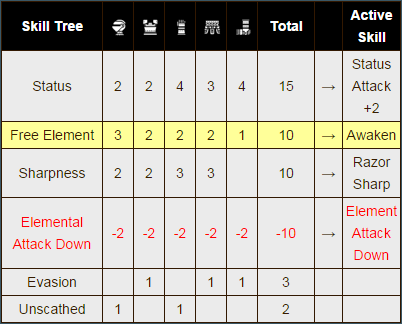 Skill Tree Total Active Skill
Status 2 2 4 3 4 15 → Status Attack +2
Free Element 3 2 2 2 1 10 → Awaken
Sharpness 2 2 3 3 10 → Razor Sharp
Elemental Attack Down -2 -2 -2 -2 -2 -10 → Element Attack Down
Evasion 1 1 1 3
Unscathed 1 1 2